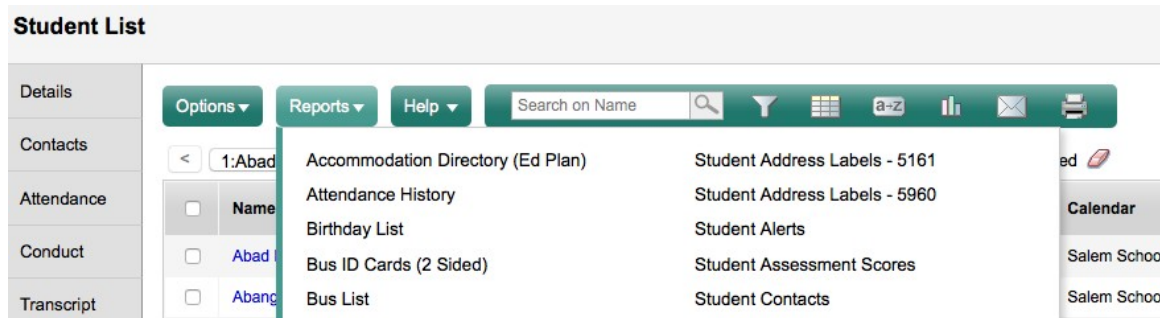 Student List
Details
Contacts
Attendance
Conduct
Transcript
Options Reports Help Search on Name a-z
< 1:Abad ed
Accommodation Directory (Ed Plan) Student Address Labels - 5161
Attendance History Student Address Labels - 5960
Birthday List Student Alerts
Bus ID Cards (2 Sided) Student Assessment Scores
Bus List Student Contacts
Name Calendar
Abad Salem Schoo
Abang Salem Schoo